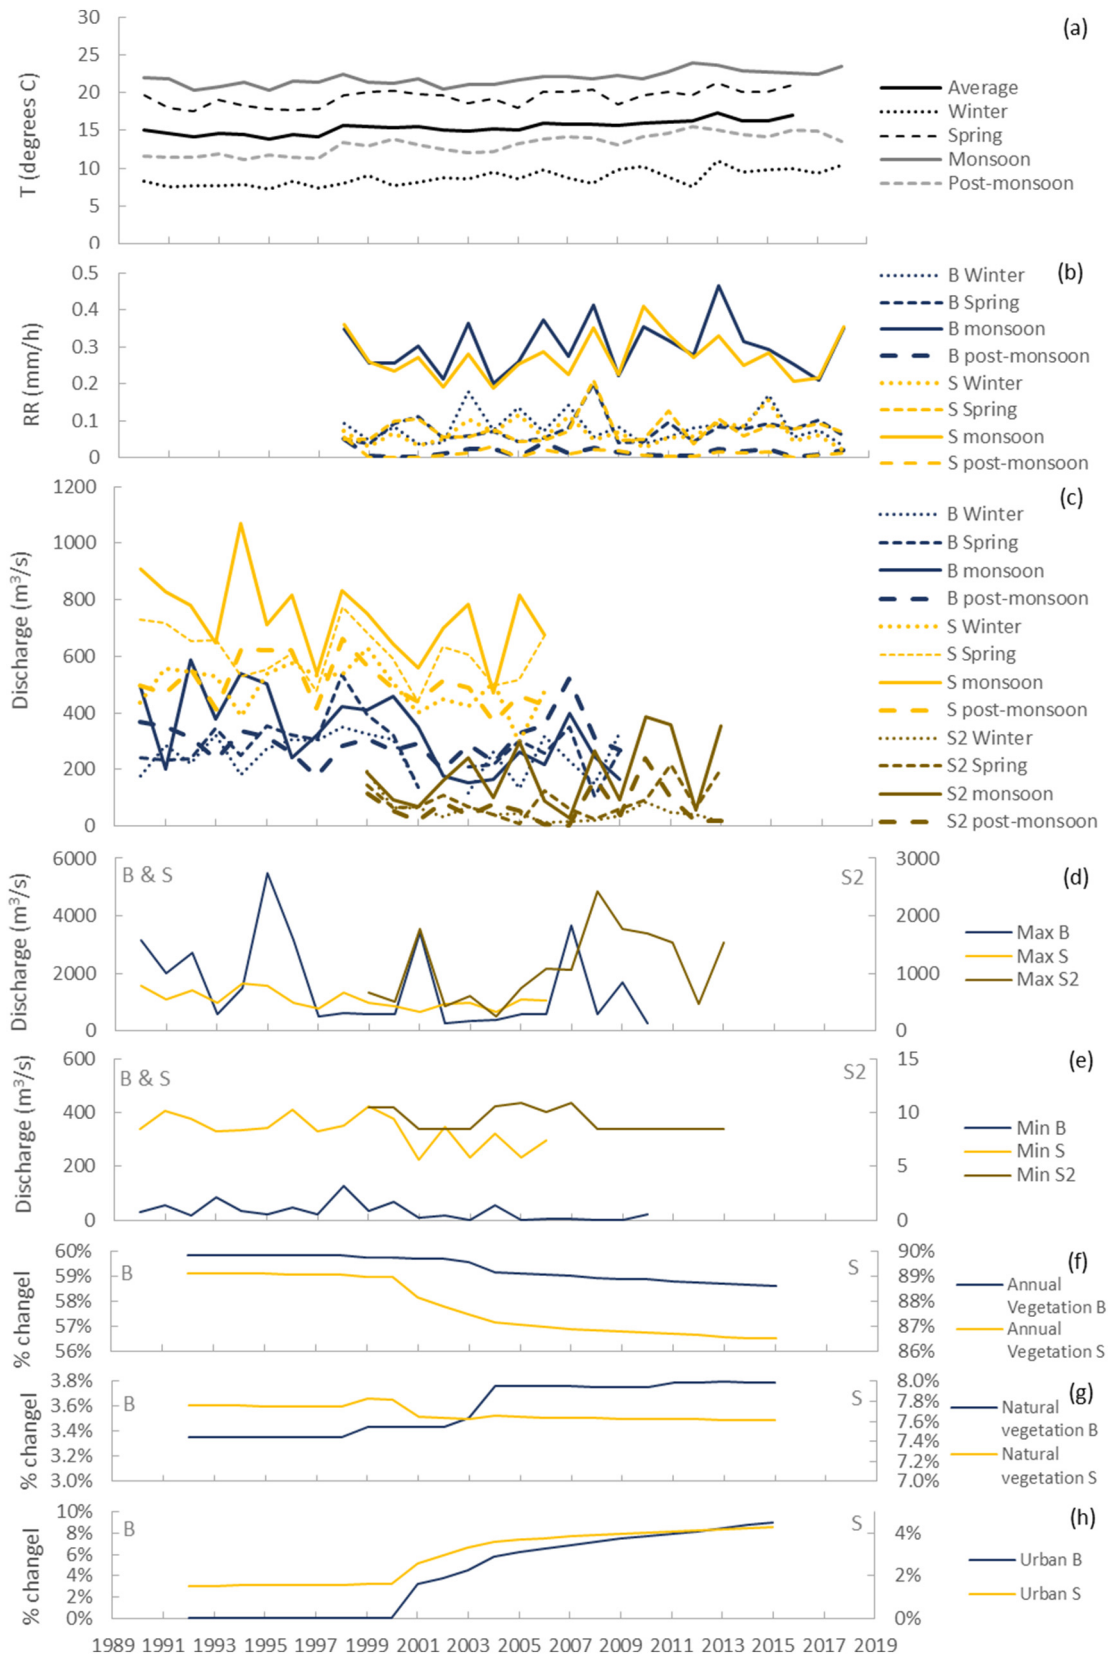 (a)
T (degrees C)
30
25
20
15
10
5
0
Average
Winter
Spring
Monsoon
Post-monsoon
(b)
RR (mm/h)
0.5
0.4
0.3
0.2
0.1
0
B Winter
B Spring
B monsoon
B post-monsoon
S Winter
S Spring
S monsoon
S post-monsoon
(c)
Discharge (m³/s)
1200
1000
800
600
400
200
0
B Winter
B Spring
B monsoon
B post-monsoon
S Winter
S Spring
S monsoon
S post-monsoon
S2 Winter
S2 Spring
S2 monsoon
S2 post-monsoon
(d)
Discharge (m³/s)
6000
4000
2000
0
B & S
S2
3000
2000
1000
0
Max B
Max S
Max S2
(e)
Discharge (m³/s)
600
400
200
0
B & S
S2
15
10
5
0
Min B
Min S
Min S2
(f)
% changel
60%
59%
58%
57%
56%
B
S
90%
89%
88%
87%
86%
Annual
Vegetation B
Annual
Vegetation S
(g)
% changel
3.8%
3.6%
3.4%
3.2%
3.0%
B
S
8.0%
7.8%
7.6%
7.4%
7.2%
7.0%
Natural
vegetation B
Natural
vegetation S
(h)
% changel
10%
8%
6%
4%
2%
0%
B
S
4%
2%
0%
Urban B
Urban S
1989 1991 1993 1995 1997 1999 2001 2003 2005 2007 2009 2011 2013 2015 2017 2019